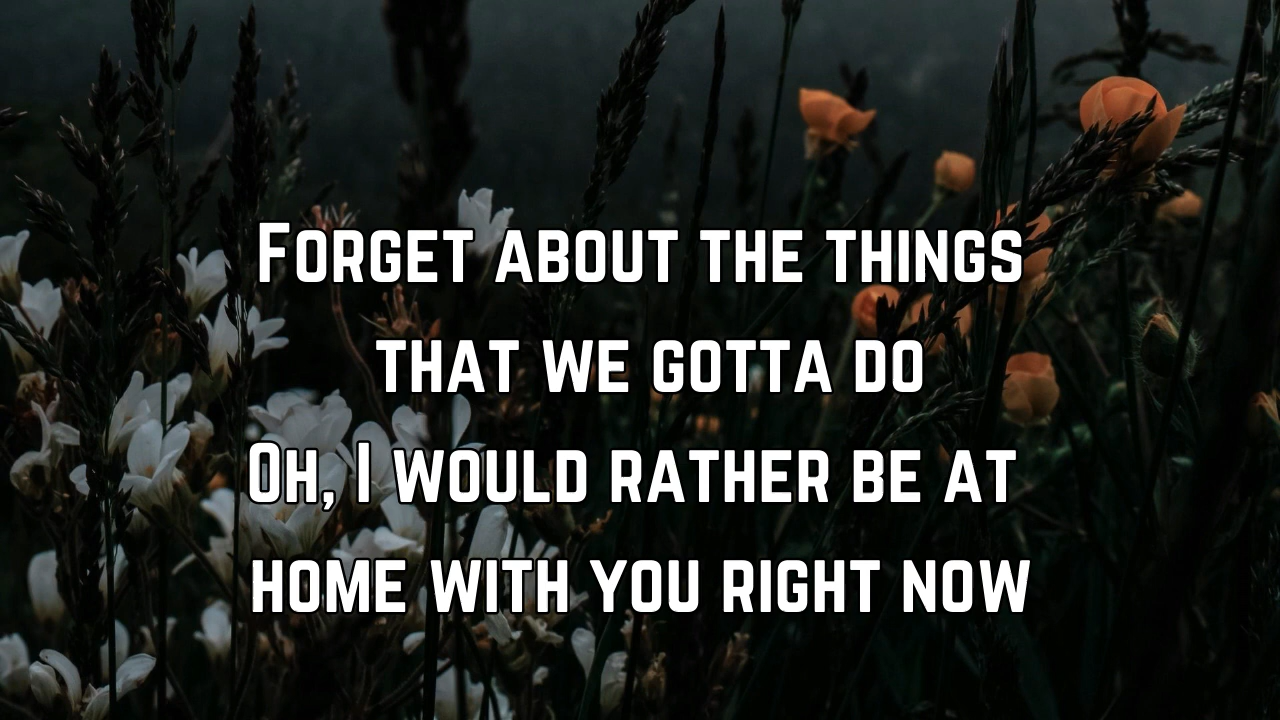 Forget about the things
that we gotta do
Oh, I would rather be at
home with you right now